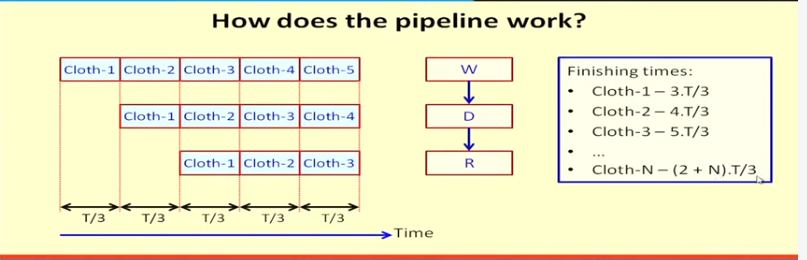 How does the pipeline work?
Cloth-1 Cloth-2 Cloth-3 Cloth-4 Cloth-5
Cloth-1 Cloth-2 Cloth-3 Cloth-4
Cloth-1 Cloth-2 Cloth-3
T/3 T/3 T/3 T/3 T/3
Time
W
D
R
Finishing times:
• Cloth-1 – 3.T/3
• Cloth-2 – 4.T/3
• Cloth-3 – 5.T/3
• ...
• Cloth-N – (2 + N).T/3